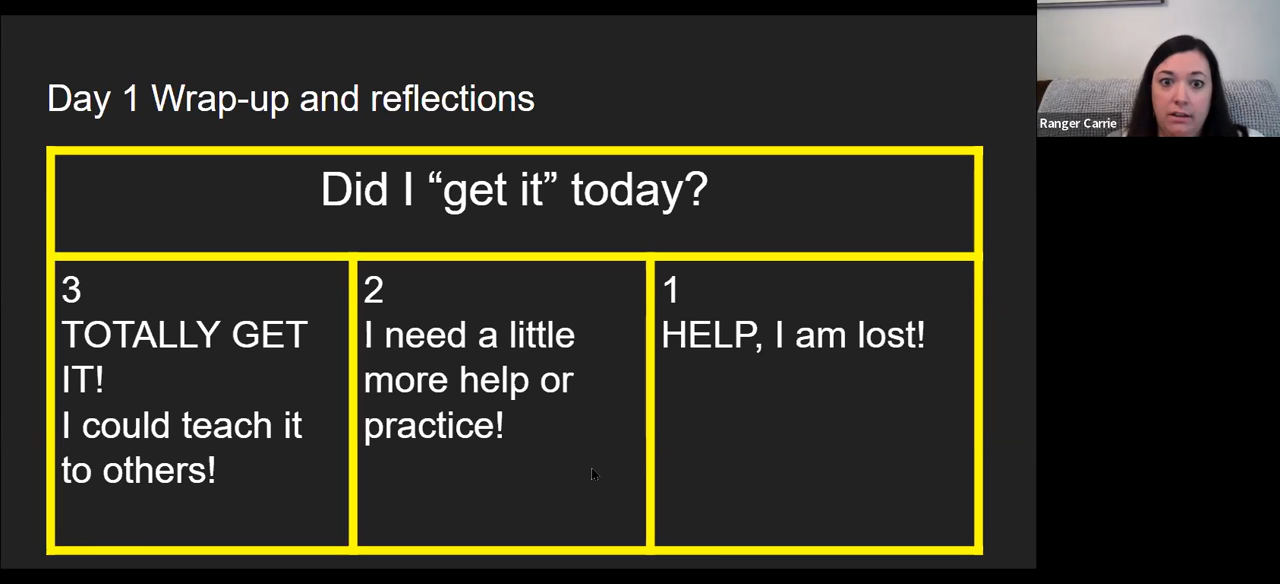 Day 1 Wrap-up and reflections
Did I “get it” today?
3
TOTALLY GET
IT!
I could teach it
to others!
2
I need a little
more help or
practice!
1
HELP, I am lost!
Ranger Carrie